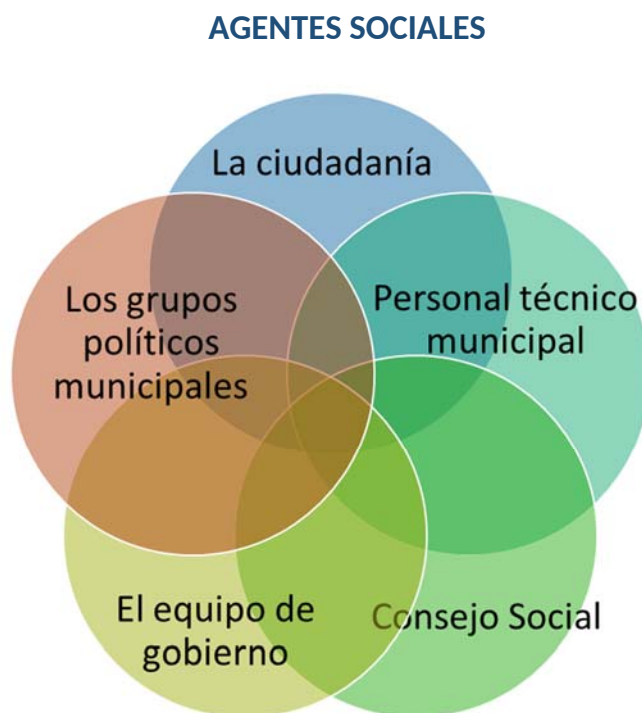 AGENTES SOCIALES
La ciudadanía
Los grupos
políticos
municipales
Personal técnico
municipal
El equipo de
gobierno
Consejo Social